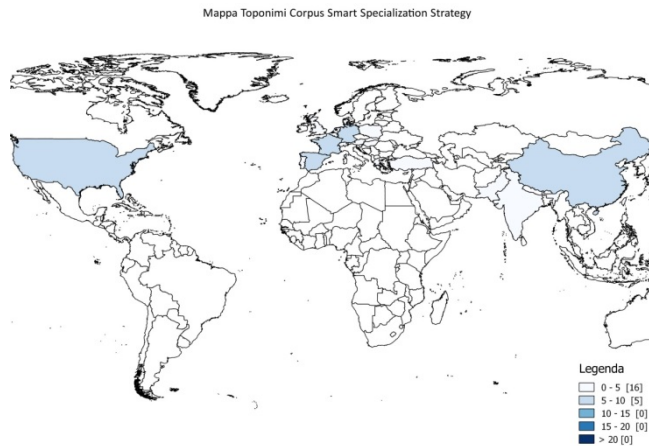 Mappa Toponimi Corpus Smart Specialization Strategy
Legenda
0 - 5 [16]
5 - 10 [5]
10 - 15 [0]
15 - 20 [0]
> 20 [0]